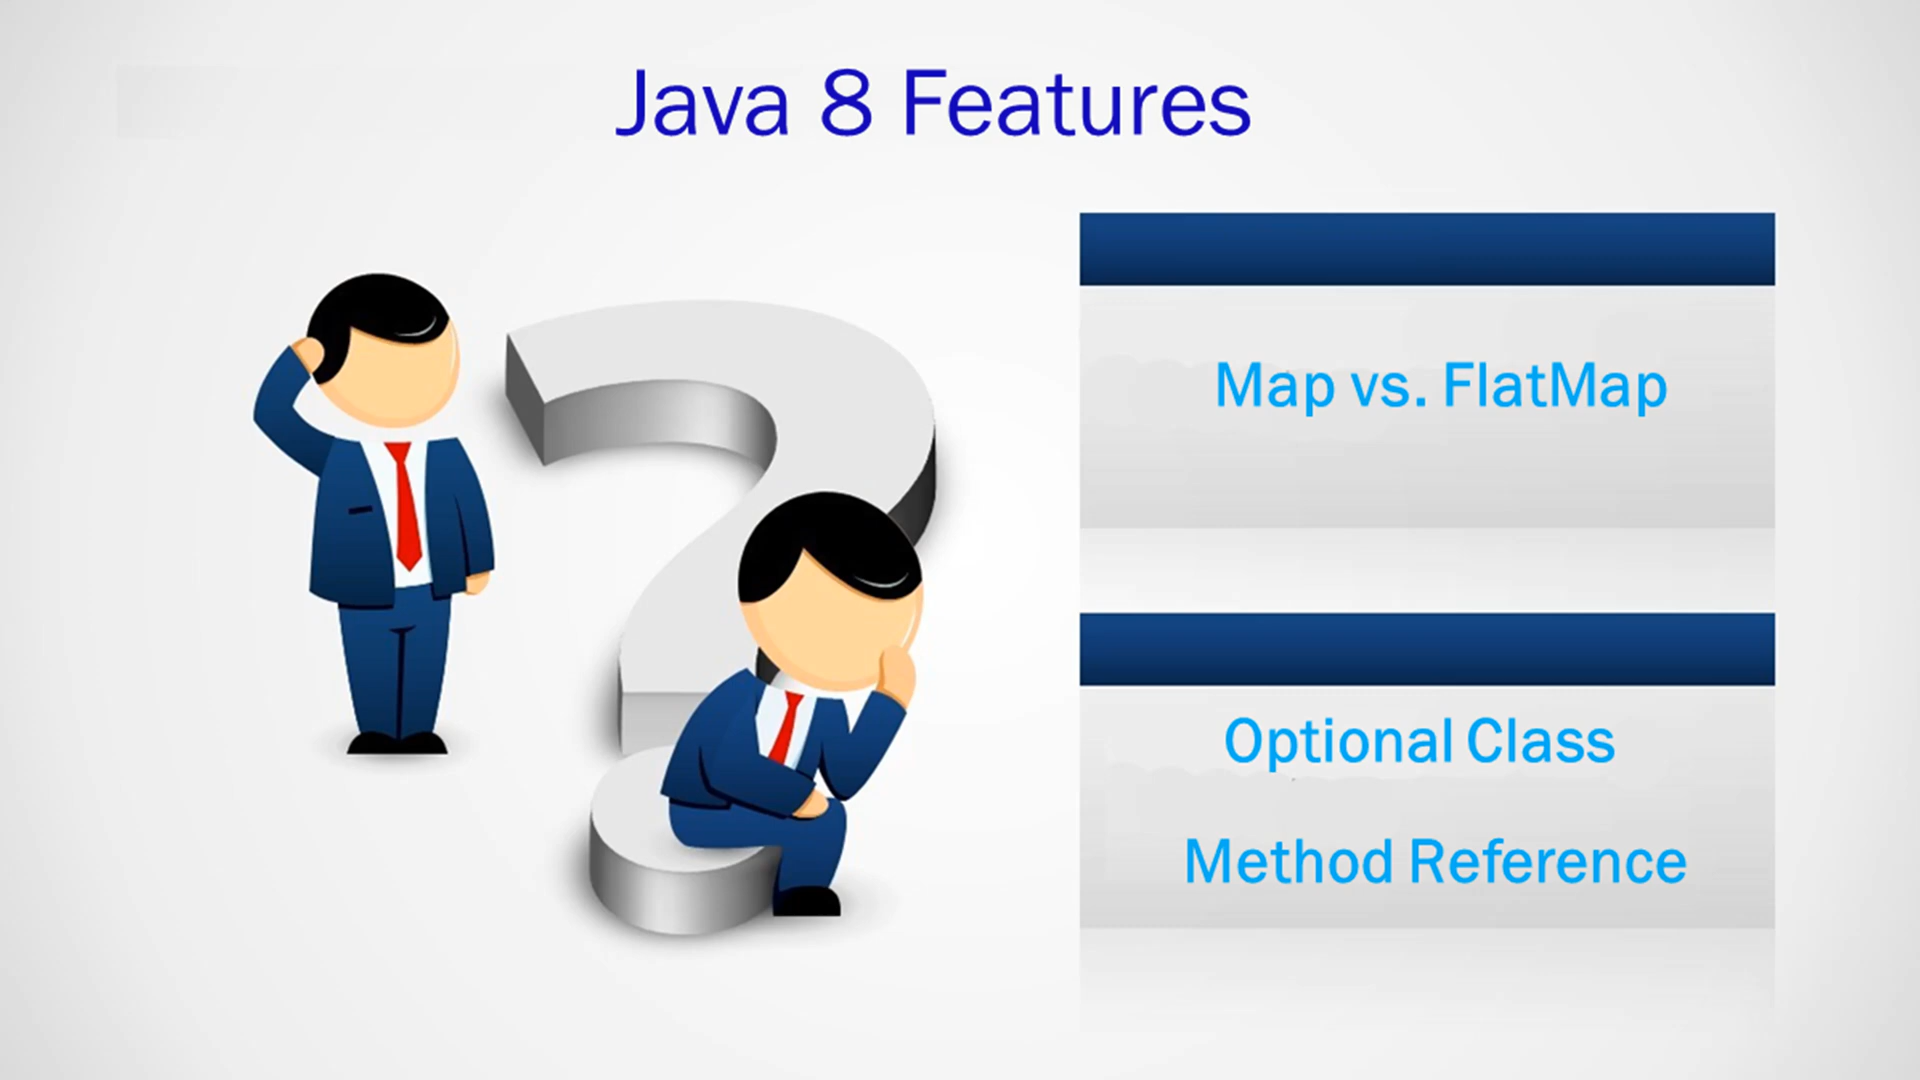 Java 8 Features
Map vs. FlatMap
Optional Class
Method Reference